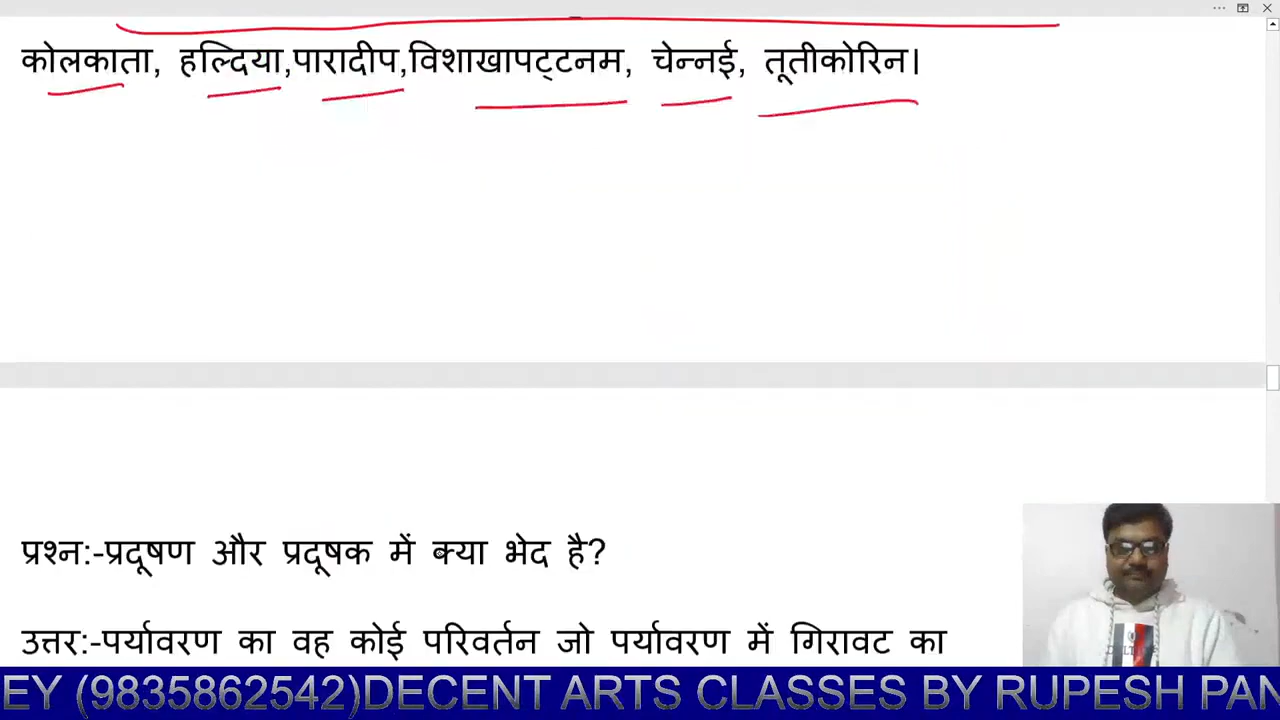 कोलकाता, हल्दिया,पारादीप,विशाखापट्टनम, चेन्नई, तूतीकोरिन।
प्रश्न:-प्रदूषण और प्रदूषक में क्या भेद है?
उत्तर:-पर्यावरण का वह कोई परिवर्तन जो पर्यावरण में गिरावट का
EY (9835862542)DECENT ARTS CLASSES BY RUPESH PAN